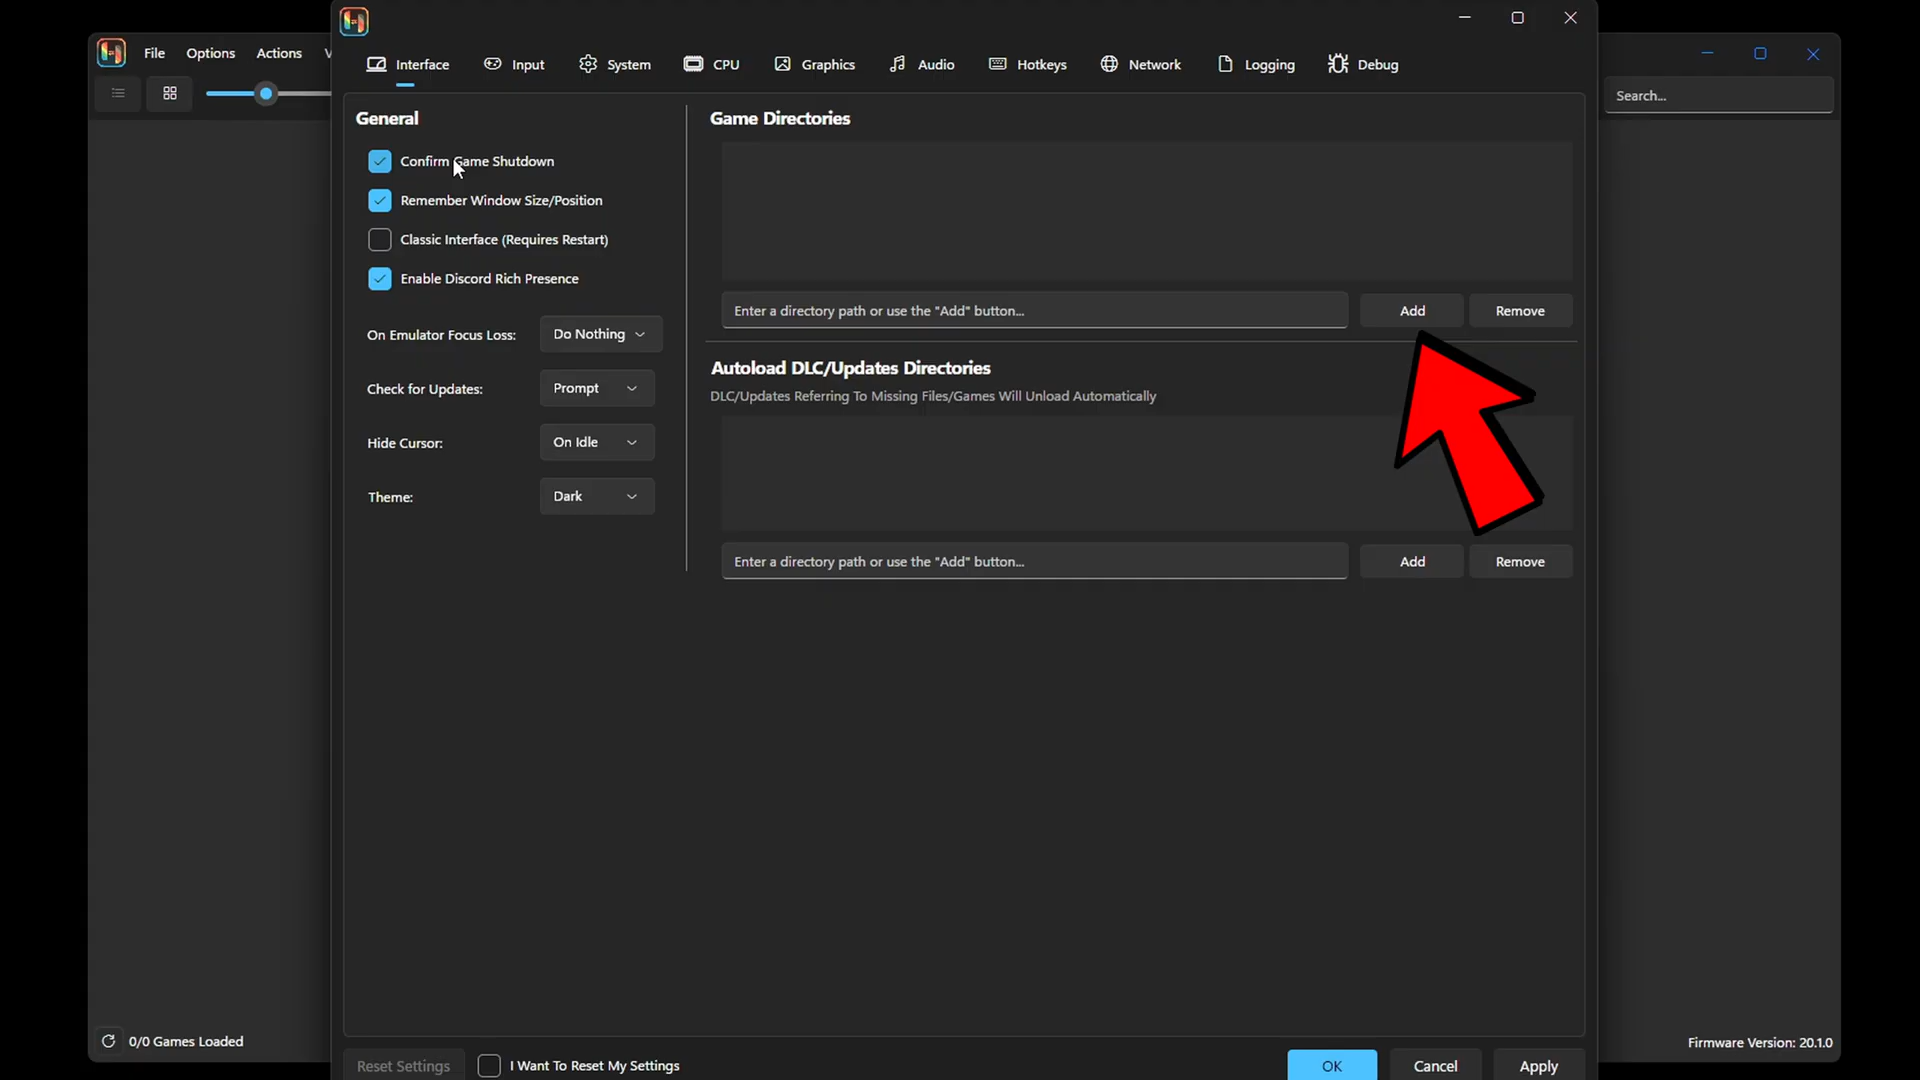 File Options Actions V
Interface Input System CPU Graphics Audio Hotkeys Network Logging Debug
Search...
General
Confirm Game Shutdown
Remember Window Size/Position
Classic Interface (Requires Restart)
Enable Discord Rich Presence
On Emulator Focus Loss: Do Nothing
Check for Updates: Prompt
Hide Cursor: On Idle
Theme: Dark
Game Directories
Enter a directory path or use the "Add" button... Add Remove
Autoload DLC/Updates Directories
DLC/Updates Referring To Missing Files/Games Will Unload Automatically
Enter a directory path or use the "Add" button... Add Remove
0/0 Games Loaded
Firmware Version: 20.1.0
Reset Settings I Want To Reset My Settings OK Cancel Apply